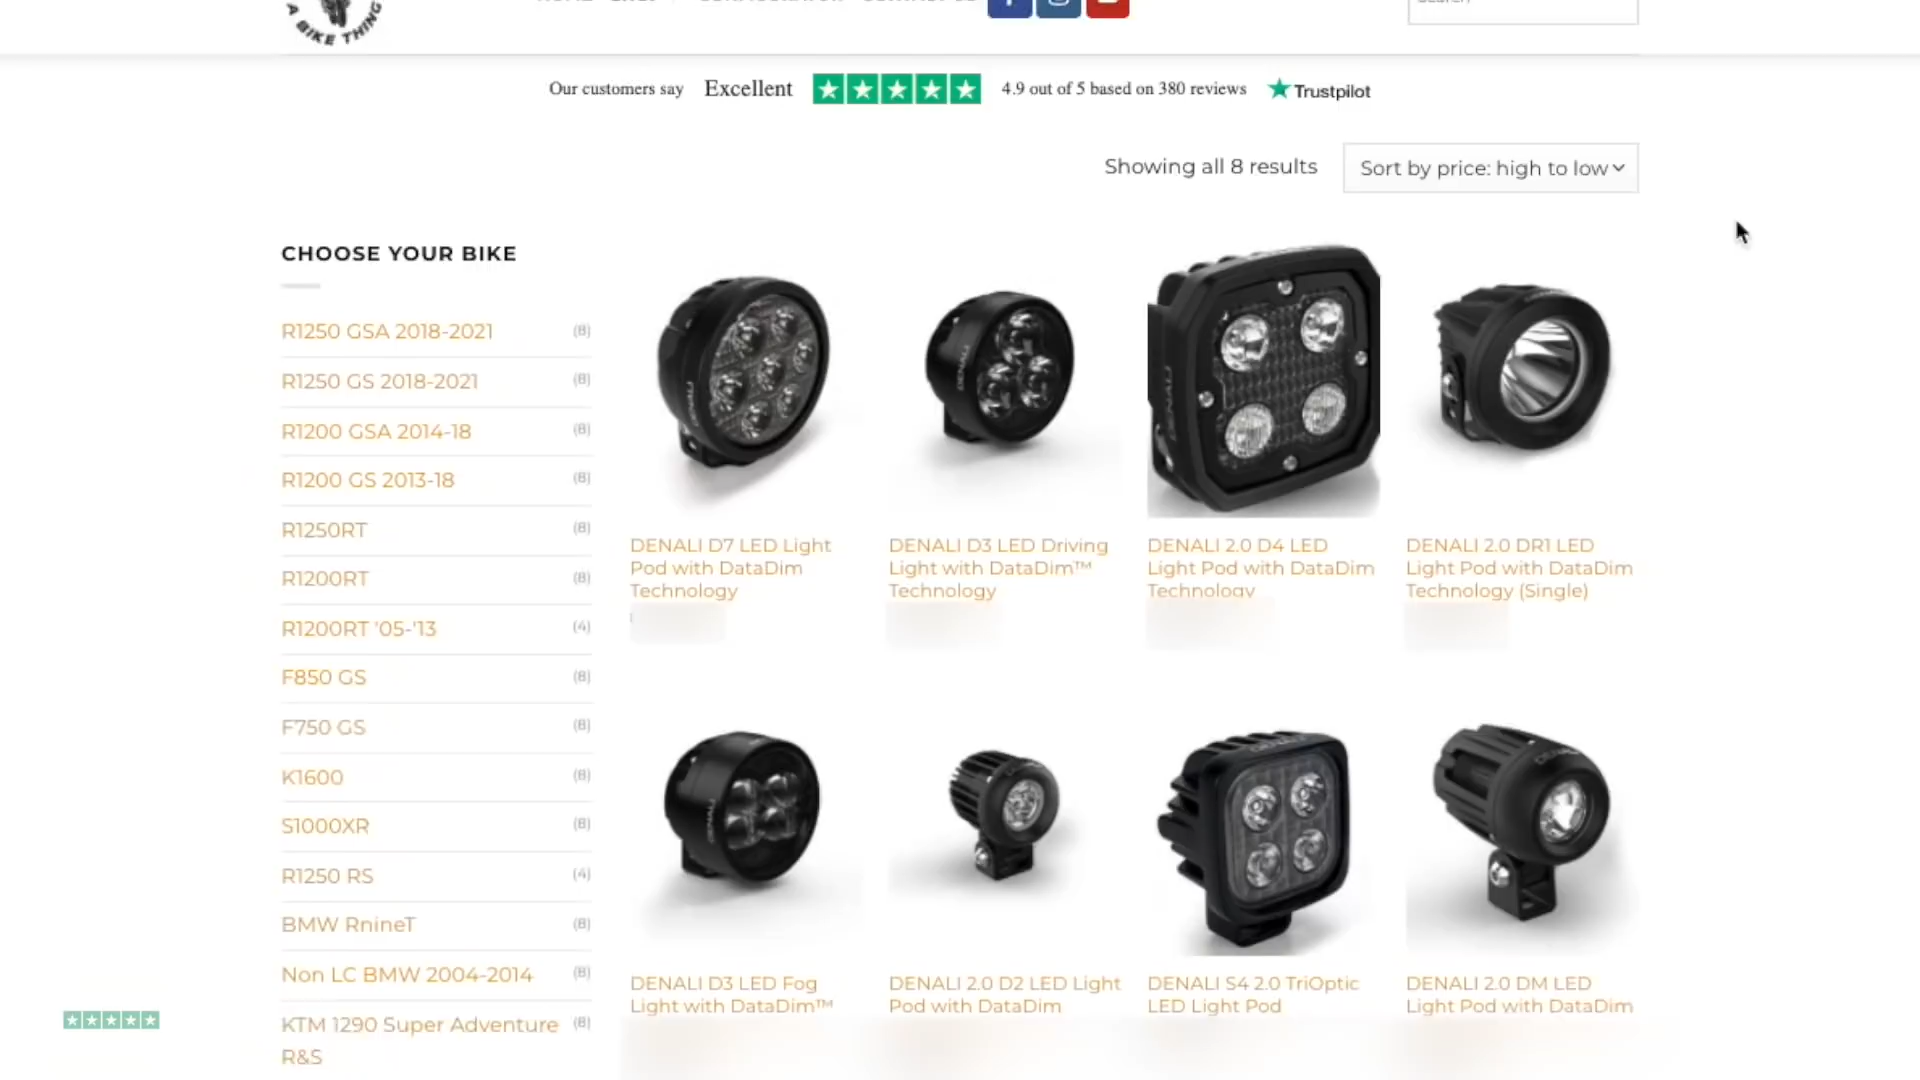 A BIKE THING
Our customers say Excellent 4.9 out of 5 based on 380 reviews Trustpilot
Showing all 8 results
Sort by price: high to low
CHOOSE YOUR BIKE
R1250 GSA 2018-2021 (8)
R1250 GS 2018-2021 (8)
R1200 GSA 2014-18 (8)
R1200 GS 2013-18 (8)
R1250RT (8)
R1200RT (8)
R1200RT '05-'13 (4)
F850 GS (8)
F750 GS (8)
K1600 (8)
S1000XR (8)
R1250 RS (4)
BMW RnineT (8)
Non LC BMW 2004-2014 (8)
KTM 1290 Super Adventure (8)
R&S
DENALI D7 LED Light
Pod with DataDim
Technology
DENALI D3 LED Driving
Light with DataDim™
Technology
DENALI 2.0 D4 LED
Light Pod with DataDim
Technology
DENALI 2.0 DR1 LED
Light Pod with DataDim
Technology (Single)
DENALI D3 LED Fog
Light with DataDim™
DENALI 2.0 D2 LED Light
Pod with DataDim
DENALI S4 2.0 TriOptic
LED Light Pod
DENALI 2.0 DM LED
Light Pod with DataDim